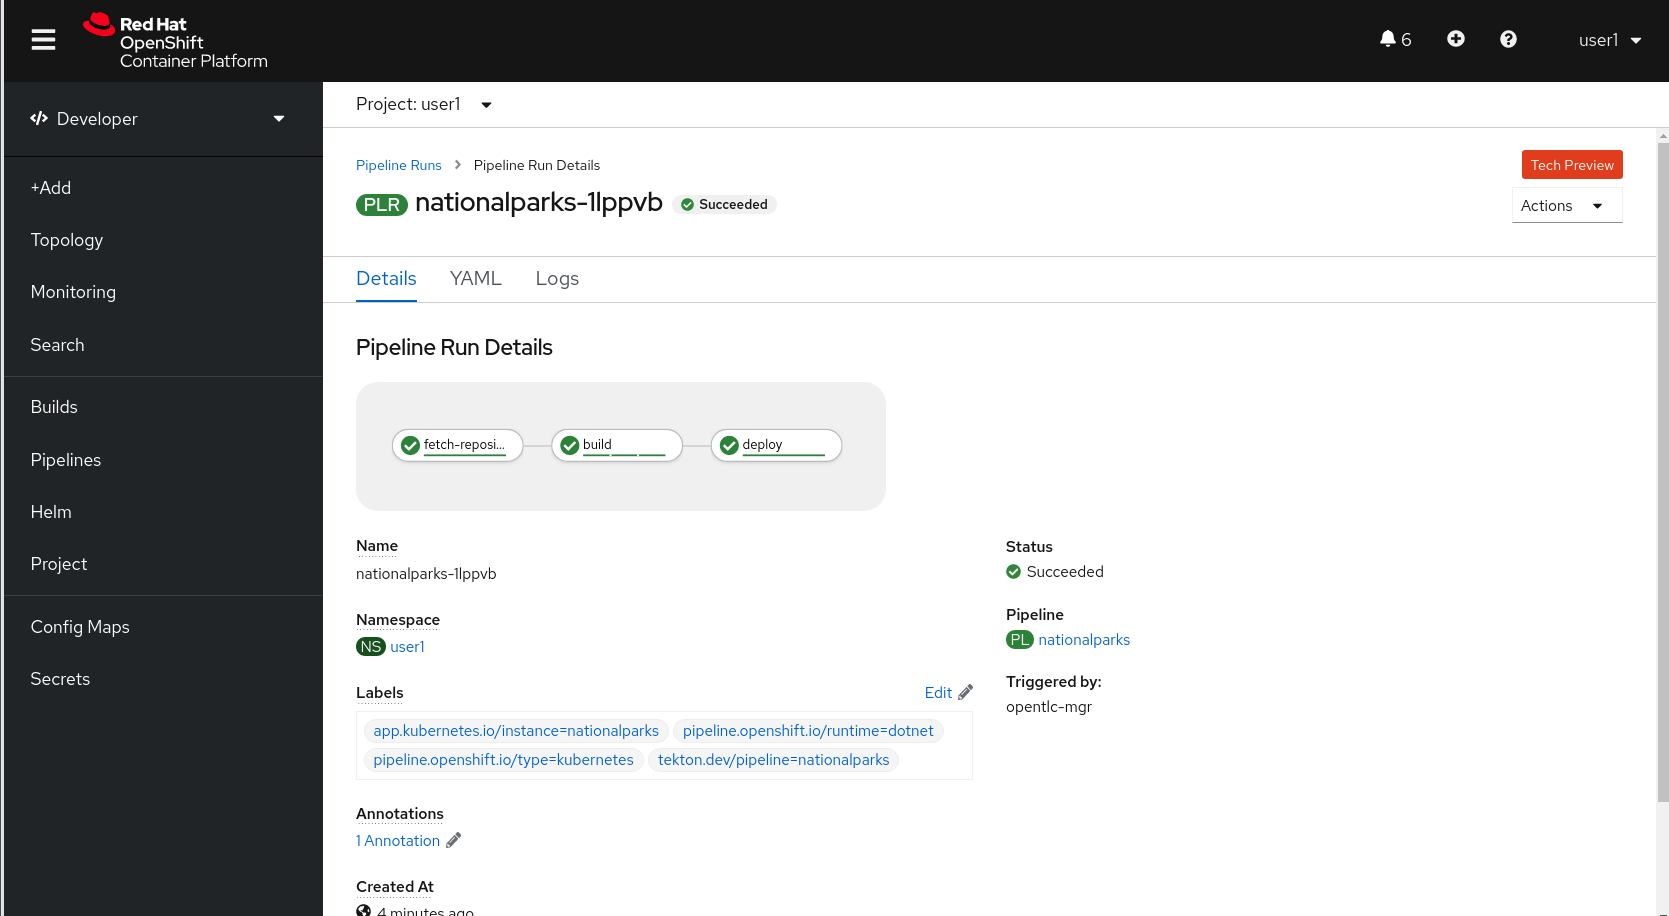 Red Hat
OpenShift
Container Platform
6
user1
Developer
+Add
Topology
Monitoring
Search
Builds
Pipelines
Helm
Project
Config Maps
Secrets
Project: user1
Pipeline Runs > Pipeline Run Details
Tech Preview
PLR nationalparks-1lppvb Succeeded
Actions
Details YAML Logs
Pipeline Run Details
fetch-reposi... build deploy
Name
nationalparks-1lppvb
Namespace
NS user1
Labels Edit
app.kubernetes.io/instance=nationalparks pipeline.openshift.io/runtime=dotnet
pipeline.openshift.io/type=kubernetes tekton.dev/pipeline=nationalparks
Annotations
1 Annotation
Created At
4 minutes ago
Status
Succeeded
Pipeline
PL nationalparks
Triggered by:
opentlc-mgr